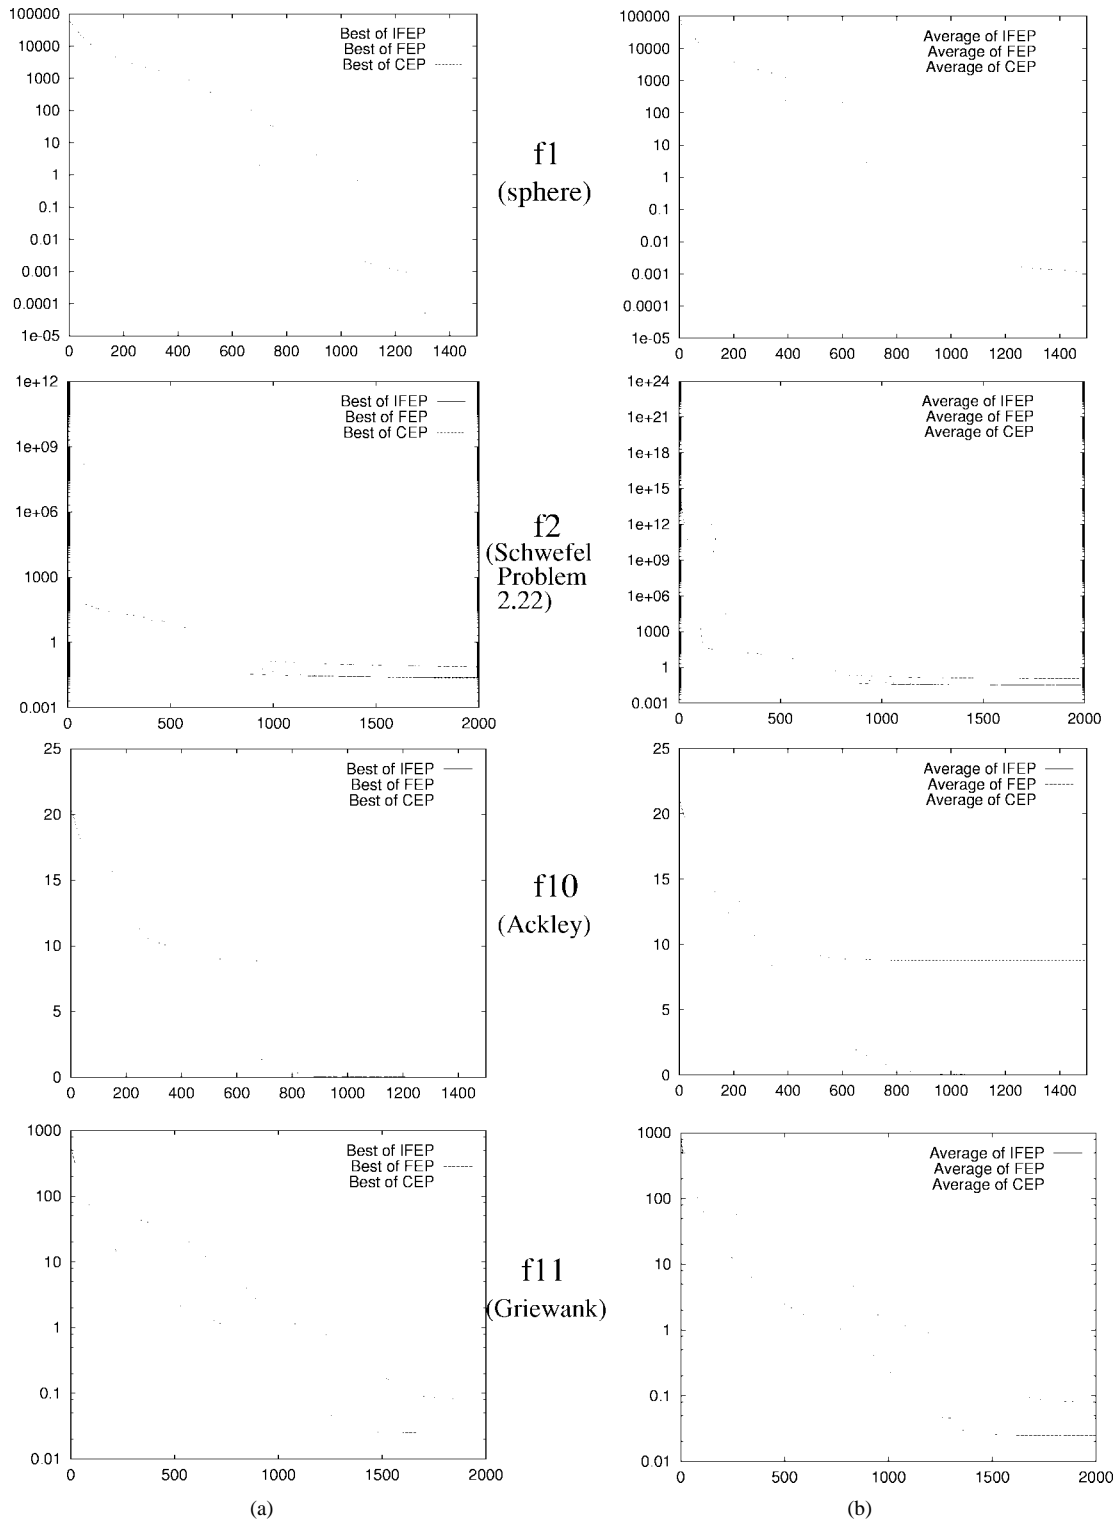 100000
10000
1000
100
10
1
0.1
0.01
0.001
0.0001
1e-05
0 200 400 600 800 1000 1200 1400
Best of IFEP
Best of FEP
Best of CEP
f1
(sphere)
100000
10000
1000
100
10
1
0.1
0.01
0.001
0.0001
1e-05
0 200 400 600 800 1000 1200 1400
Average of IFEP
Average of FEP
Average of CEP
1e+12
1e+09
1e+06
1000
1
0.001
0 500 1000 1500 2000
Best of IFEP
Best of FEP
Best of CEP
f2
(Schwefel
Problem
2.22)
1e+24
1e+21
1e+18
1e+15
1e+12
1e+09
1e+06
1000
1
0.001
0 500 1000 1500 2000
Average of IFEP
Average of FEP
Average of CEP
25
20
15
10
5
0
0 200 400 600 800 1000 1200 1400
Best of IFEP
Best of FEP
Best of CEP
f10
(Ackley)
25
20
15
10
5
0
0 200 400 600 800 1000 1200 1400
Average of IFEP
Average of FEP
Average of CEP
1000
100
10
1
0.1
0.01
0 500 1000 1500 2000
Best of IFEP
Best of FEP
Best of CEP
f11
(Griewank)
1000
100
10
1
0.1
0.01
0 500 1000 1500 2000
Average of IFEP
Average of FEP
Average of CEP
(a)
(b)